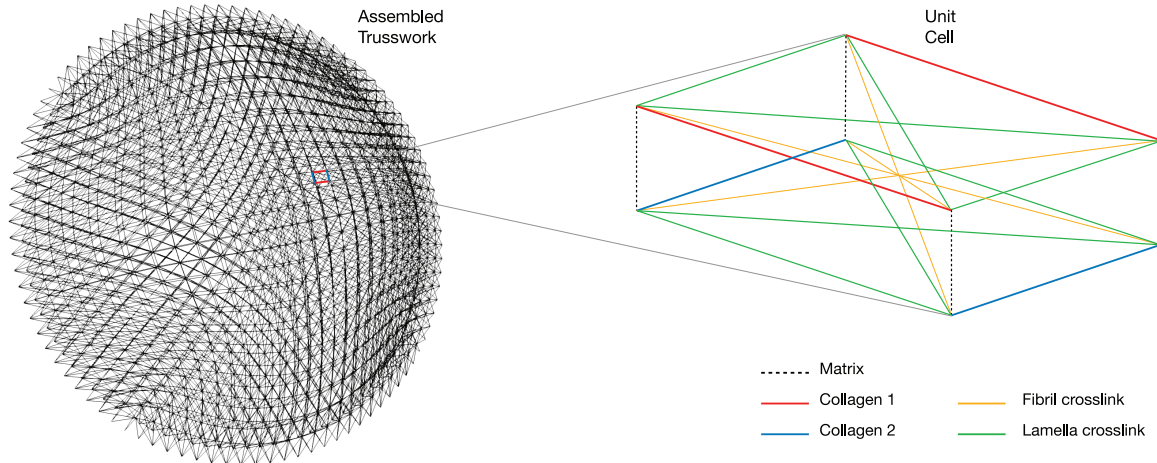 Assembled
Trusswork
Unit
Cell
Matrix
Collagen 1
Fibril crosslink
Collagen 2
Lamella crosslink